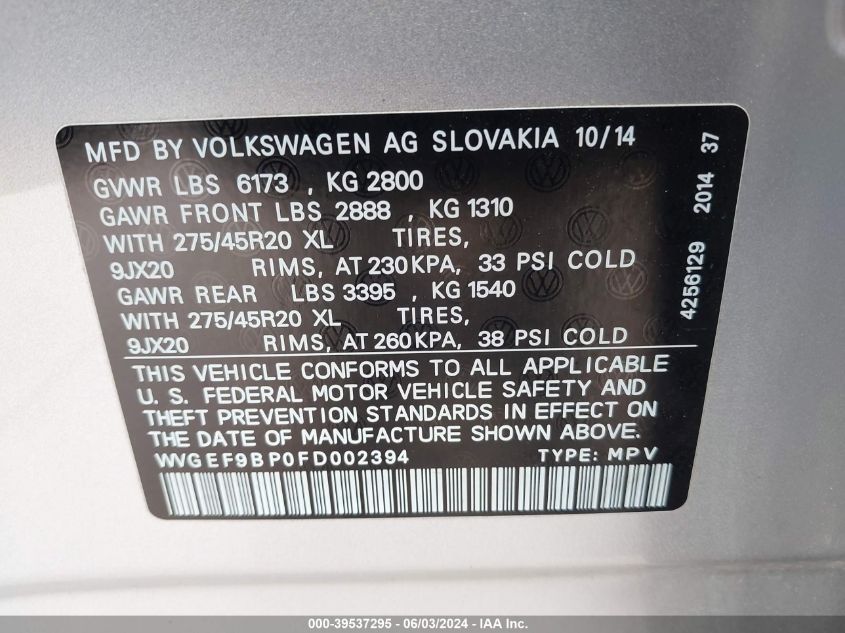 MFD BY VOLKSWAGEN AG SLOVAKIA 10/14
GVWR LBS 6173 , KG 2800
GAWR FRONT LBS 2888 , KG 1310
WITH 275/45R20 XL TIRES,
9JX20 RIMS, AT 230 KPA, 33 PSI COLD
GAWR REAR LBS 3395 , KG 1540
WITH 275/45R20 XL TIRES,
9JX20 RIMS, AT 260 KPA, 38 PSI COLD
THIS VEHICLE CONFORMS TO ALL APPLICABLE
U. S. FEDERAL MOTOR VEHICLE SAFETY AND
THEFT PREVENTION STANDARDS IN EFFECT ON
THE DATE OF MANUFACTURE SHOWN ABOVE.
WVGEF9BP0FD002394 TYPE: MPV
4256129 2014 37
000-39537295 - 06/03/2024 - IAA Inc.